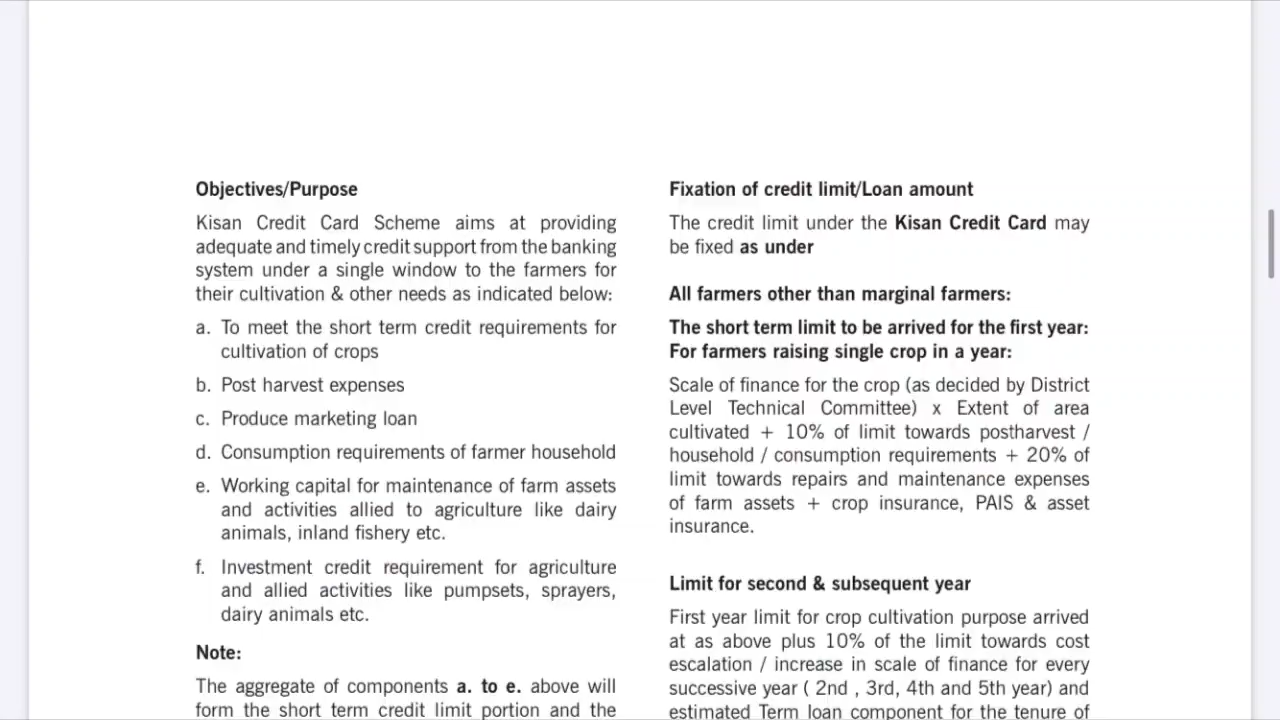 Objectives/Purpose
Kisan Credit Card Scheme aims at providing
adequate and timely credit support from the banking
system under a single window to the farmers for
their cultivation & other needs as indicated below:
a. To meet the short term credit requirements for
cultivation of crops
b. Post harvest expenses
c. Produce marketing loan
d. Consumption requirements of farmer household
e. Working capital for maintenance of farm assets
and activities allied to agriculture like dairy
animals, inland fishery etc.
f. Investment credit requirement for agriculture
and allied activities like pumpsets, sprayers,
dairy animals etc.
Note:
The aggregate of components a. to e. above will
form the short term credit limit portion and the
Fixation of credit limit/Loan amount
The credit limit under the Kisan Credit Card may
be fixed as under
All farmers other than marginal farmers:
The short term limit to be arrived for the first year:
For farmers raising single crop in a year:
Scale of finance for the crop (as decided by District
Level Technical Committee) x Extent of area
cultivated + 10% of limit towards postharvest /
household / consumption requirements + 20% of
limit towards repairs and maintenance expenses
of farm assets + crop insurance, PAIS & asset
insurance.
Limit for second & subsequent year
First year limit for crop cultivation purpose arrived
at as above plus 10% of the limit towards cost
escalation / increase in scale of finance for every
successive year ( 2nd , 3rd, 4th and 5th year) and
estimated Term loan component for the tenure of